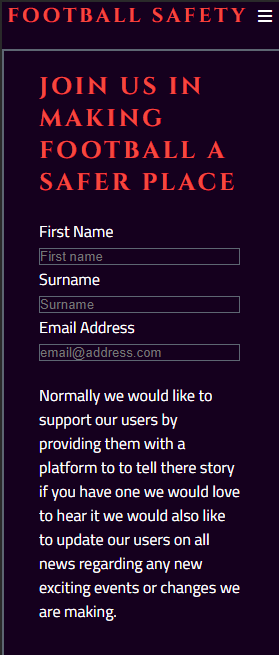 FOOTBALL SAFETY
JOIN US IN
MAKING
FOOTBALL A
SAFER PLACE
First Name
First name
Surname
Surname
Email Address
email@address.com
Normally we would like to
support our users by
providing them with a
platform to to tell there story
if you have one we would love
to hear it we would also like
to update our users on all
news regarding any new
exciting events or changes we
are making.